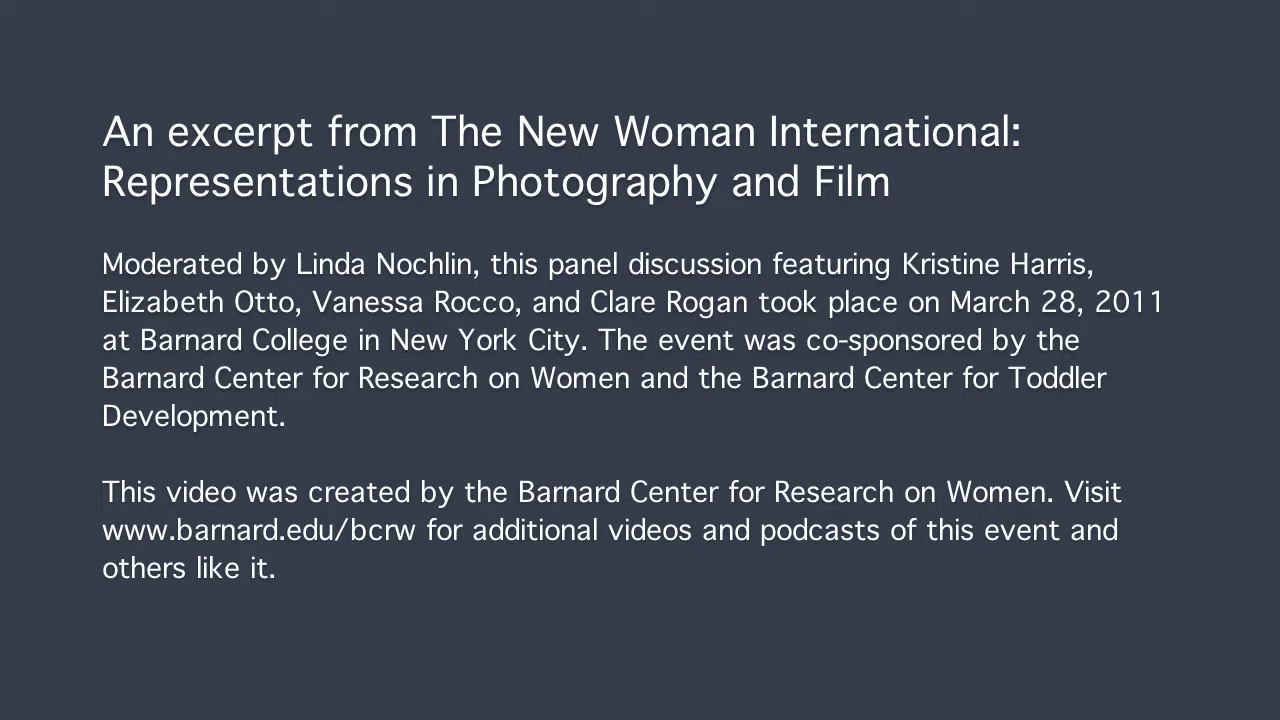 An excerpt from The New Woman International:
Representations in Photography and Film
Moderated by Linda Nochlin, this panel discussion featuring Kristine Harris,
Elizabeth Otto, Vanessa Rocco, and Clare Rogan took place on March 28, 2011
at Barnard College in New York City. The event was co-sponsored by the
Barnard Center for Research on Women and the Barnard Center for Toddler
Development.
This video was created by the Barnard Center for Research on Women. Visit
www.barnard.edu/bcrw for additional videos and podcasts of this event and
others like it.